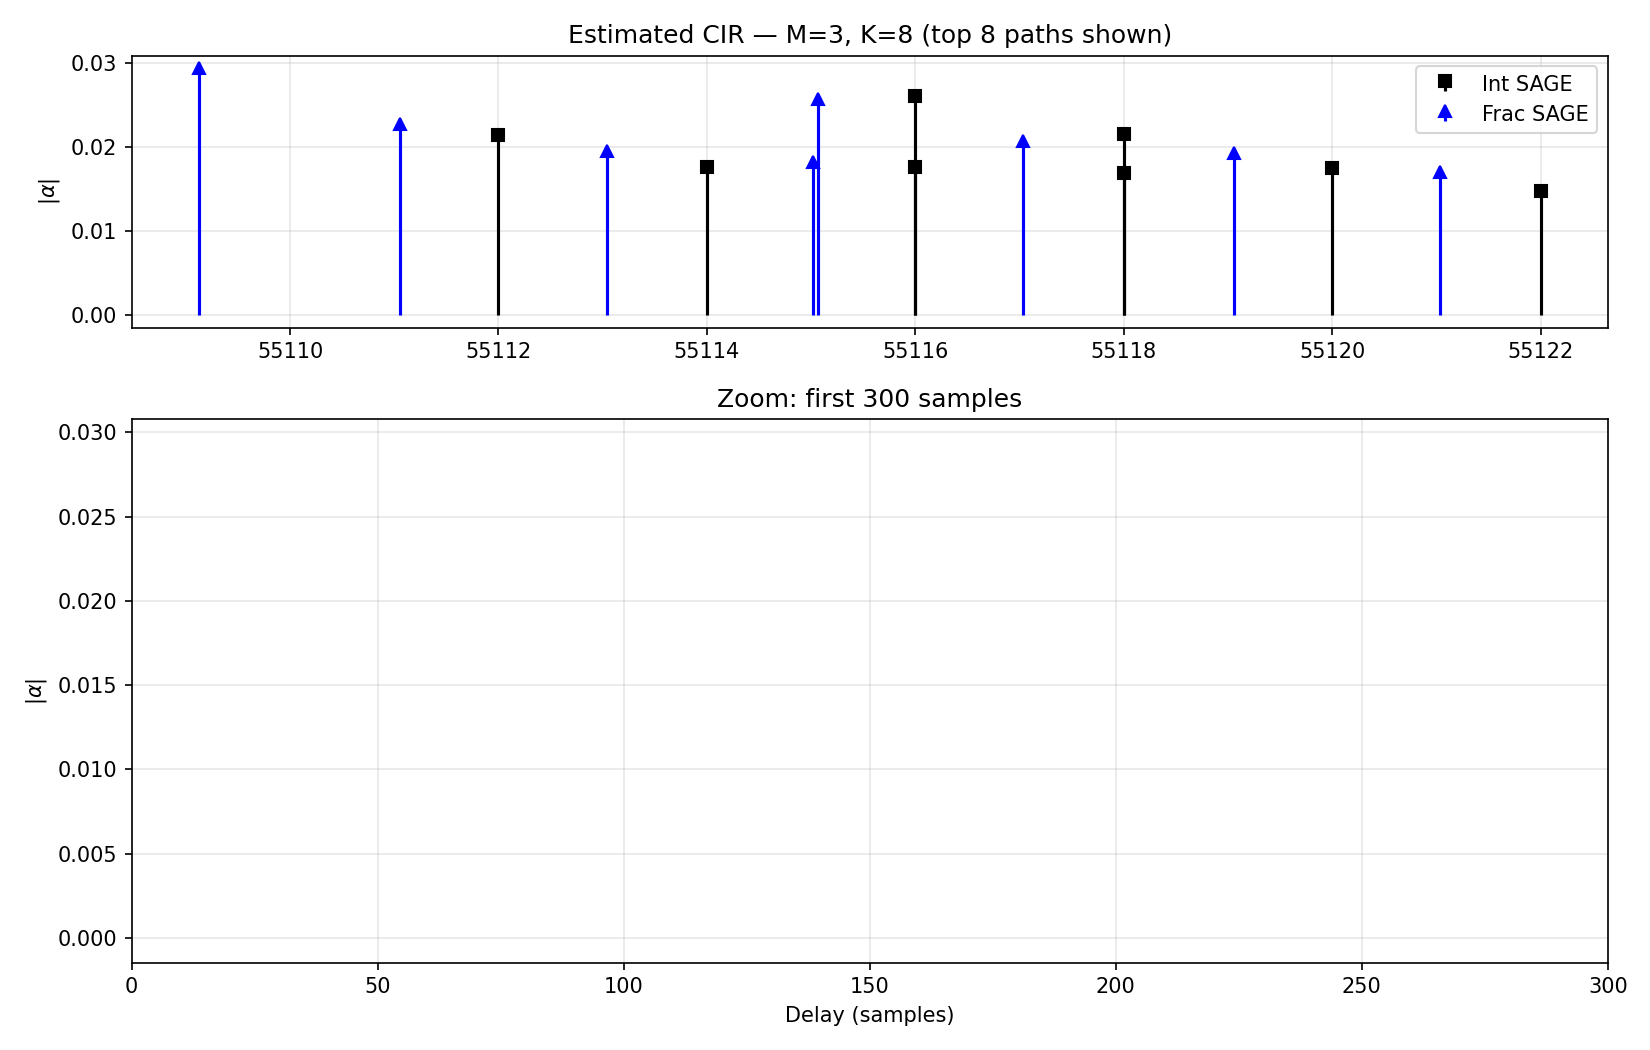 Estimated CIR — M=3, K=8 (top 8 paths shown)
|α|
0.03
0.02
0.01
0.00
Int SAGE
Frac SAGE
55110 55112 55114 55116 55118 55120 55122
Zoom: first 300 samples
|α|
0.030
0.025
0.020
0.015
0.010
0.005
0.000
0 50 100 150 200 250 300
Delay (samples)